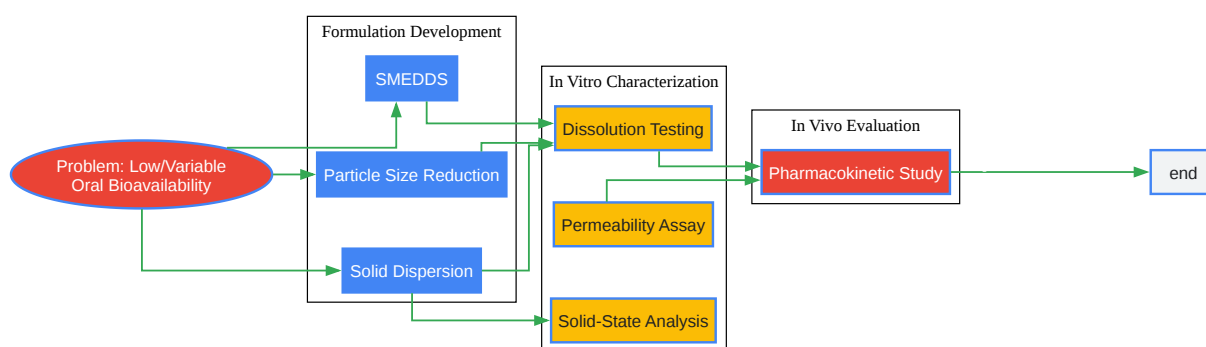 Formulation Development
SMEDDS
Particle Size Reduction
Solid Dispersion
In Vitro Characterization
Dissolution Testing
Permeability Assay
Solid-State Analysis
In Vivo Evaluation
Pharmacokinetic Study
Problem: Low/Variable
Oral Bioavailability
end